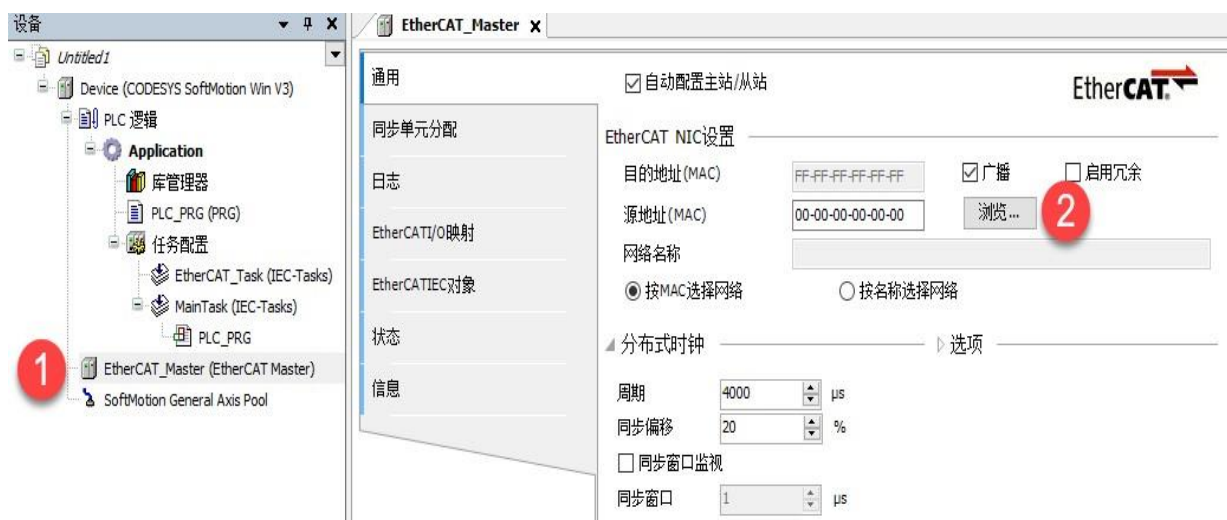 设备
Untitled1
Device (CODESYS SoftMotion Win V3)
PLC 逻辑
Application
库管理器
PLC_PRG (PRG)
任务配置
EtherCAT_Task (IEC-Tasks)
MainTask (IEC-Tasks)
PLC_PRG
1
EtherCAT_Master (EtherCAT Master)
SoftMotion General Axis Pool
EtherCAT_Master X
通用
同步单元分配
日志
EtherCATI/O映射
EtherCATIEC对象
状态
信息
自动配置主站/从站
EtherCAT
EtherCAT NIC设置
目的地址(MAC) FF-FF-FF-FF-FF-FF 广播 启用冗余
源地址(MAC) 00-00-00-00-00-00 浏览... 2
网络名称
按MAC选择网络 按名称选择网络
分布式时钟 选项
周期 4000 µs
同步偏移 20 %
同步窗口监视
同步窗口 1 µs